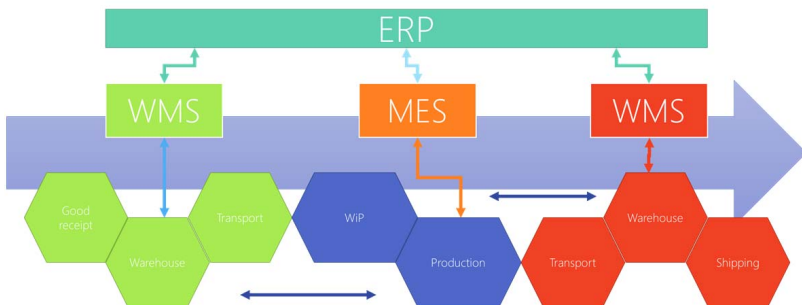 ERP
WMS
MES
WMS
Good
receipt
Transport
WiP
Warehouse
Warehouse
Production
Transport
Shipping